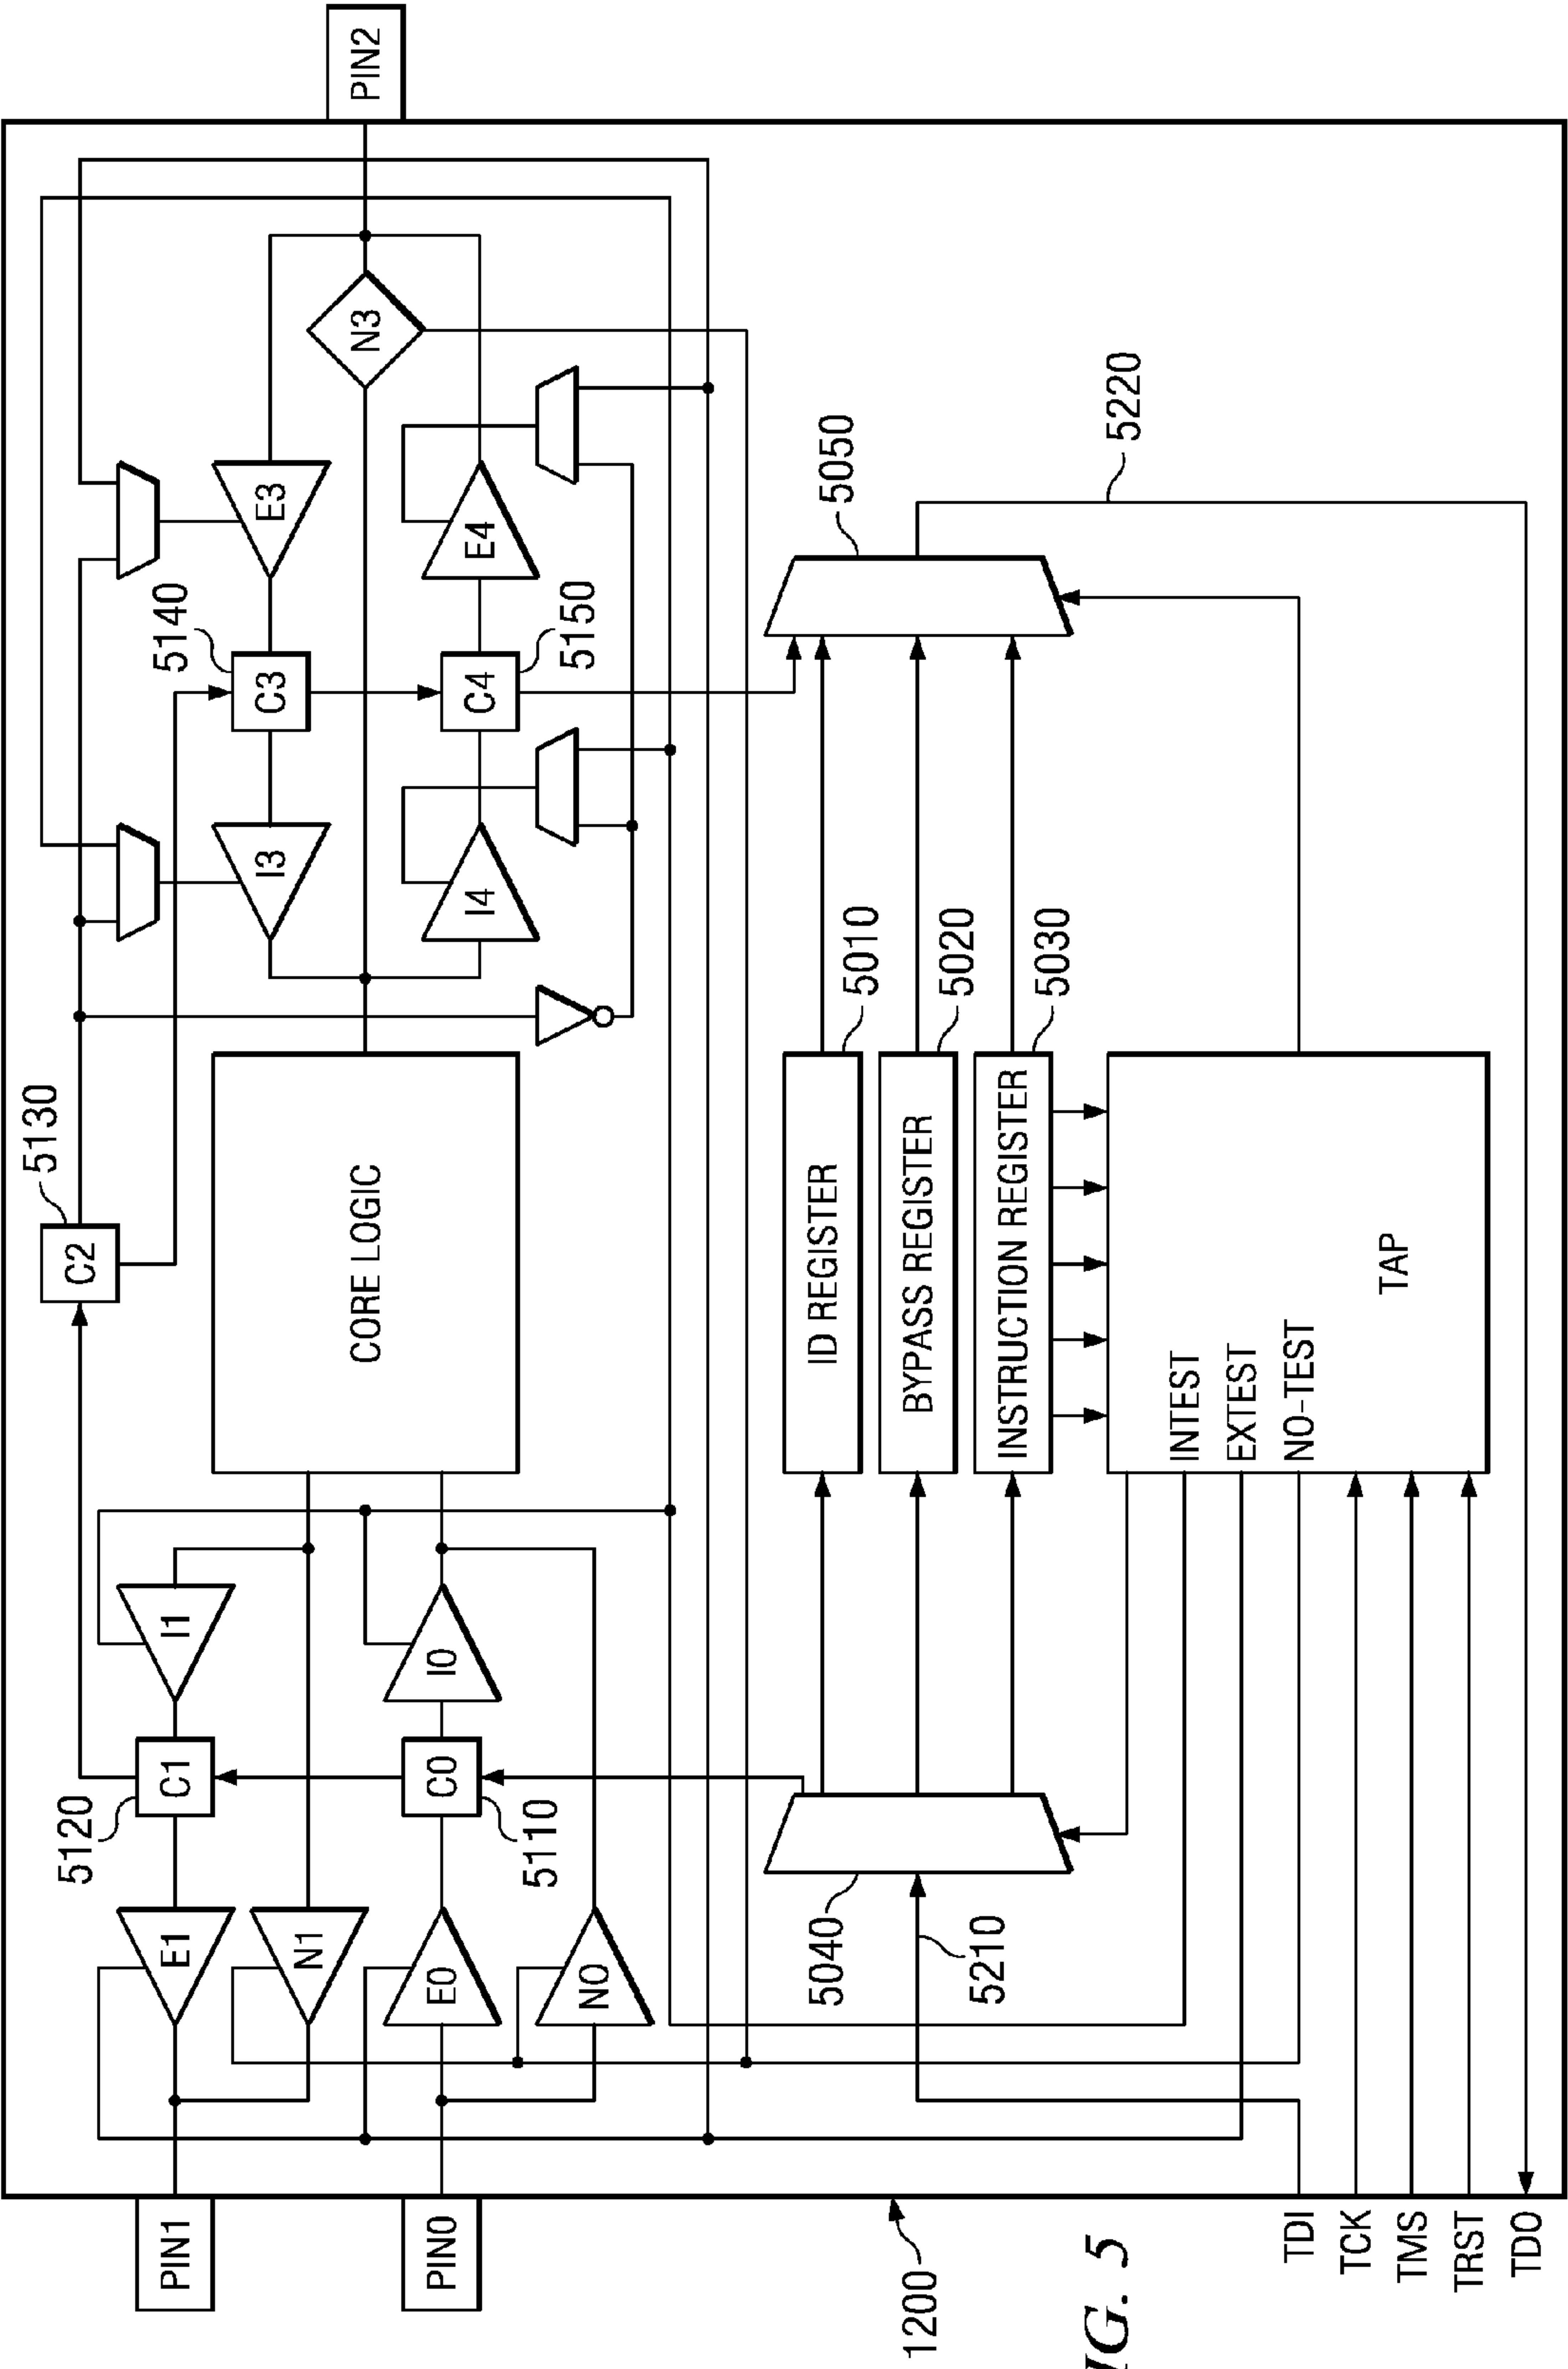 5130
C2
5120
5140
PIN1
E1
C1
I1
I3
C3
E3
N1
CORE LOGIC
N3
PIN2
PIN0
E0
C0
I0
I4
C4
E4
5110
5150
N0
5040
5050
ID REGISTER
5010
5210
BYPASS REGISTER
5020
INSTRUCTION REGISTER
5030
5220
1200
INTEST
EXTEST
NO-TEST
TAP
TDI
TCK
TMS
TRST
TDO
IG. 5